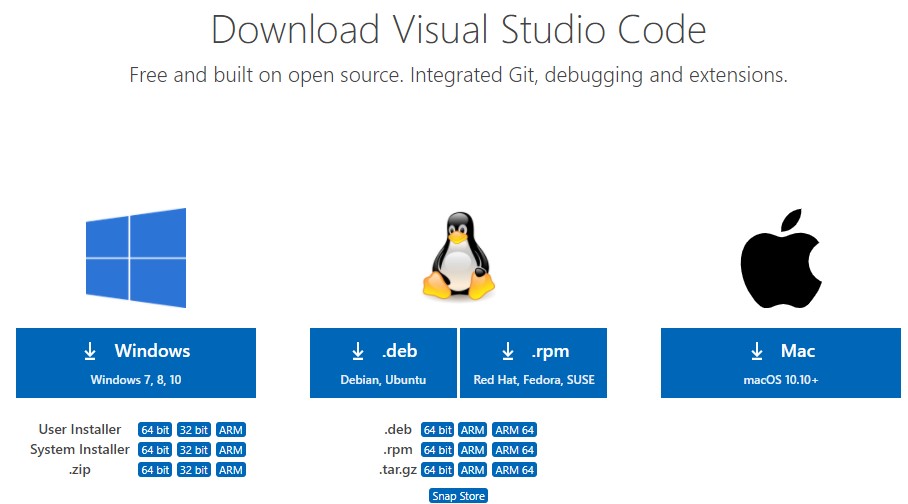 Download Visual Studio Code
Free and built on open source. Integrated Git, debugging and extensions.
Windows
Windows 7, 8, 10
User Installer 64 bit 32 bit ARM
System Installer 64 bit 32 bit ARM
.zip 64 bit 32 bit ARM
.deb
Debian, Ubuntu
.rpm
Red Hat, Fedora, SUSE
.deb 64 bit ARM ARM 64
.rpm 64 bit ARM ARM 64
.tar.gz 64 bit ARM ARM 64
Snap Store
Mac
macOS 10.10+